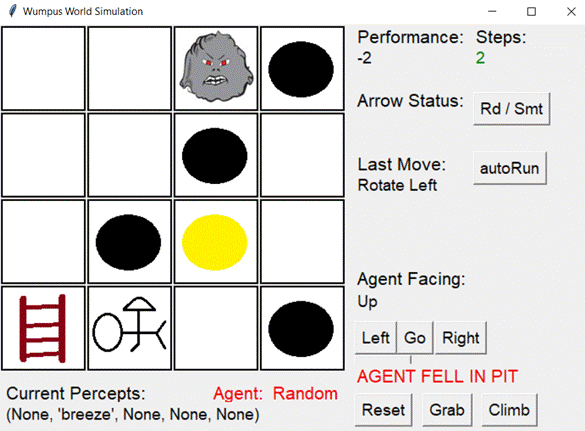 Wumpus World Simulation
Performance: Steps:
-2 2
Arrow Status: Rd / Smt
Last Move: autoRun
Rotate Left
Agent Facing:
Up
Left Go Right
AGENT FELL IN PIT
Current Percepts: Agent: Random
(None, 'breeze', None, None, None)
Reset Grab Climb